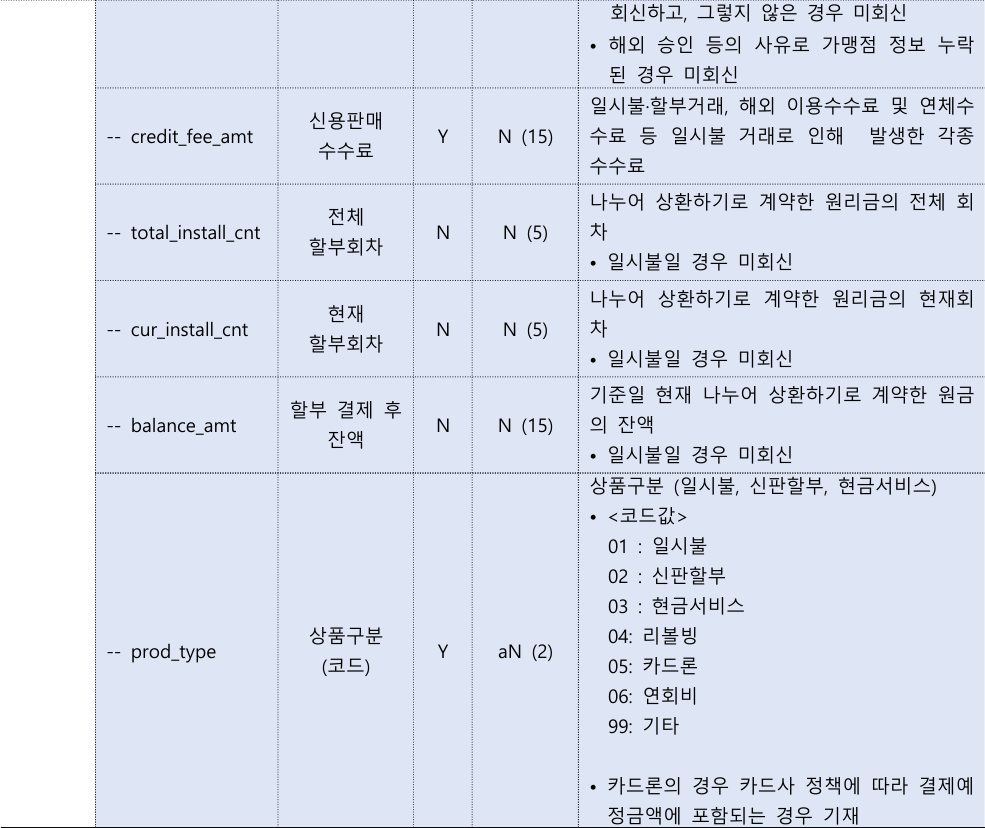 회신하고, 그렇지 않은 경우 미회신
• 해외 승인 등의 사유로 가맹점 정보 누락
된 경우 미회신
-- credit_fee_amt
신용판매
수수료
Y
N (15)
일시불·할부거래, 해외 이용수수료 및 연체수
수료 등 일시불 거래로 인해 발생한 각종
수수료
-- total_install_cnt
전체
할부회차
N
N (5)
나누어 상환하기로 계약한 원리금의 전체 회
차
• 일시불일 경우 미회신
-- cur_install_cnt
현재
할부회차
N
N (5)
나누어 상환하기로 계약한 원리금의 현재회
차
• 일시불일 경우 미회신
-- balance_amt
할부 결제 후
잔액
N
N (15)
기준일 현재 나누어 상환하기로 계약한 원금
의 잔액
• 일시불일 경우 미회신
-- prod_type
상품구분
(코드)
Y
aN (2)
상품구분 (일시불, 신판할부, 현금서비스)
• <코드값>
01 : 일시불
02 : 신판할부
03 : 현금서비스
04: 리볼빙
05: 카드론
06: 연회비
99: 기타
• 카드론의 경우 카드사 정책에 따라 결제예
정금액에 포함되는 경우 기재